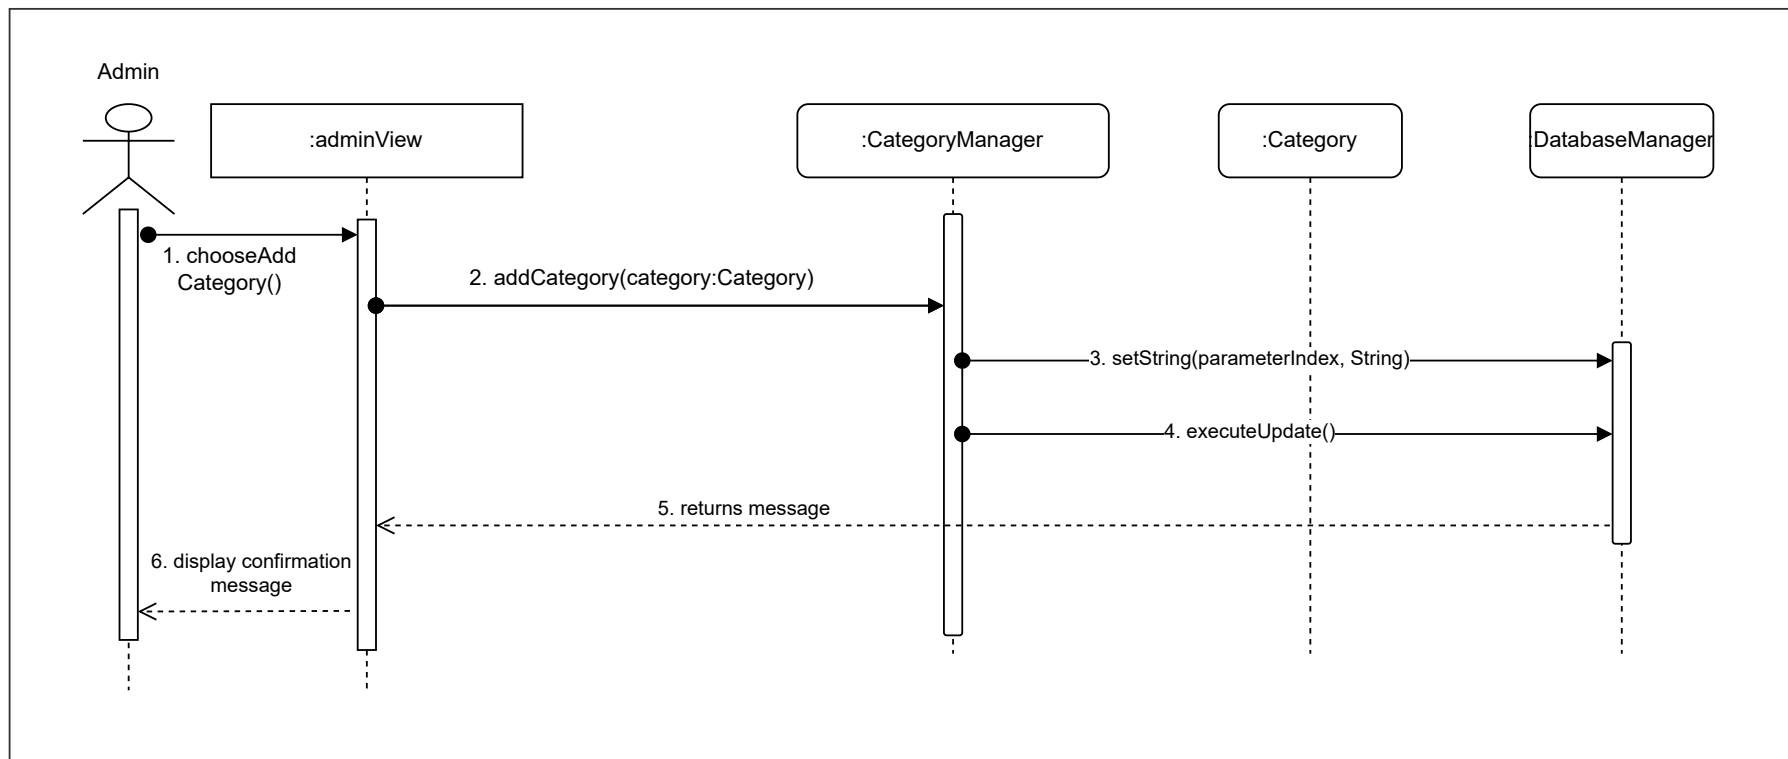 Admin
:adminView
:CategoryManager
:Category
:DatabaseManager
1. chooseAdd
Category()
2. addCategory(category:Category)
3. setString(parameterIndex, String)
4. executeUpdate()
5. returns message
6. display confirmation
message